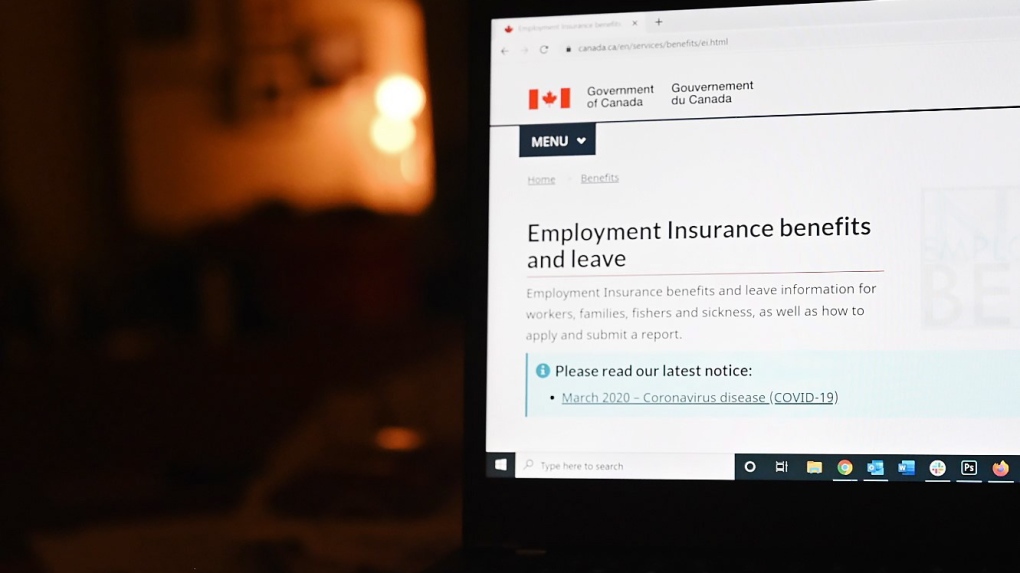 Employment Insurance benefits
canada.ca/en/services/benefits/ei.html
Government Gouvernement
of Canada du Canada
MENU
Home Benefits
Employment Insurance benefits
and leave
Employment Insurance benefits and leave information for
workers, families, fishers and sickness, as well as how to
apply and submit a report.
Please read our latest notice:
• March 2020 – Coronavirus disease (COVID-19)
Type here to search
Ps